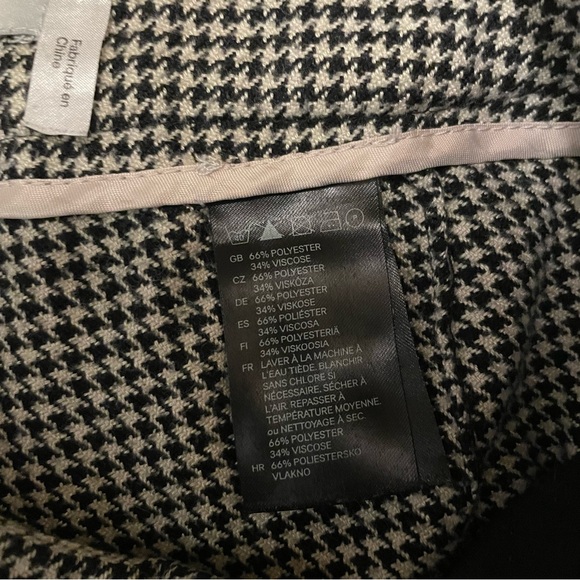 Fabriqué en
Chine
40
GB 66% POLYESTER
34% VISCOSE
CZ 66% POLYESTER
34% VISKÓZA
DE 66% POLYESTER
34% VISKOSE
ES 66% POLIÉSTER
34% VISCOSA
FI 66% POLYESTERIÄ
34% VISKOOSIA
FR LAVER À LA MACHINE À
L'EAU TIÈDE. BLANCHIR
SANS CHLORE SI
NÉCESSAIRE. SÉCHER À
L'AIR. REPASSER À
TEMPÉRATURE MOYENNE.
ou NETTOYAGE À SEC.
66% POLYESTER
34% VISCOSE
HR 66% POLIESTERSKO
VLAKNO